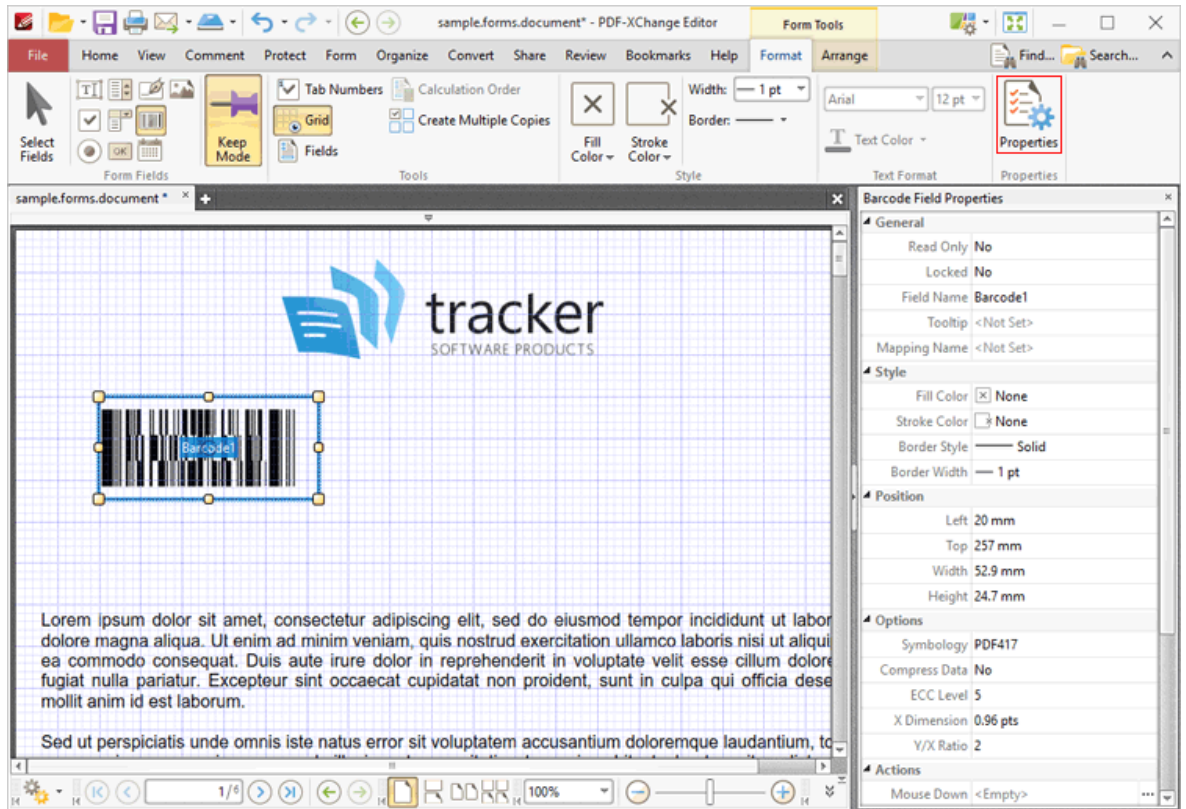 sample.forms.document* - PDF-XChange Editor
Form Tools
File Home View Comment Protect Form Organize Convert Share Review Bookmarks Help Format Arrange Find... Search...
Select Fields
OK
Form Fields
Keep Mode
Tab Numbers
Grid
Fields
Calculation Order
Create Multiple Copies
Tools
Fill Color
Stroke Color
Width: 1 pt
Border:
Style
Arial 12 pt
Text Color
Text Format
Properties
Properties
sample.forms.document *
tracker
SOFTWARE PRODUCTS
Barcode1
Lorem ipsum dolor sit amet, consectetur adipiscing elit, sed do eiusmod tempor incididunt ut labor
dolore magna aliqua. Ut enim ad minim veniam, quis nostrud exercitation ullamco laboris nisi ut aliqui
ea commodo consequat. Duis aute irure dolor in reprehenderit in voluptate velit esse cillum dolore
fugiat nulla pariatur. Excepteur sint occaecat cupidatat non proident, sunt in culpa qui officia dese
mollit anim id est laborum.
Sed ut perspiciatis unde omnis iste natus error sit voluptatem accusantium doloremque laudantium, to
Barcode Field Properties
General
Read Only No
Locked No
Field Name Barcode1
Tooltip <Not Set>
Mapping Name <Not Set>
Style
Fill Color None
Stroke Color None
Border Style Solid
Border Width 1 pt
Position
Left 20 mm
Top 257 mm
Width 52.9 mm
Height 24.7 mm
Options
Symbology PDF417
Compress Data No
ECC Level 5
X Dimension 0.96 pts
Y/X Ratio 2
Actions
Mouse Down <Empty> ...
1/6
100%